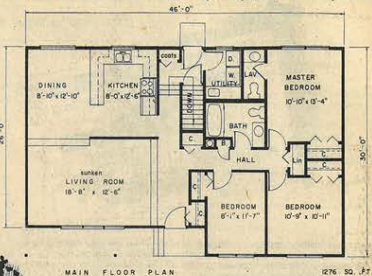 46'-0"
coats
D.
W.
UTILITY
LAV
DINING
8'-10" x 12'-10"
KITCHEN
8'-0" x 12'-6"
DOWN
MASTER
BEDROOM
10'-10" x 13'-4"
26'-0"
30'-0"
BATH
C
C
C
HALL
Lin
sunken
LIVING ROOM
18'-8" x 12'-6"
C
C
BEDROOM
8'-1" x 11'-7"
BEDROOM
10'-9" x 10'-11"
MAIN FLOOR PLAN
1276 SQ. FT